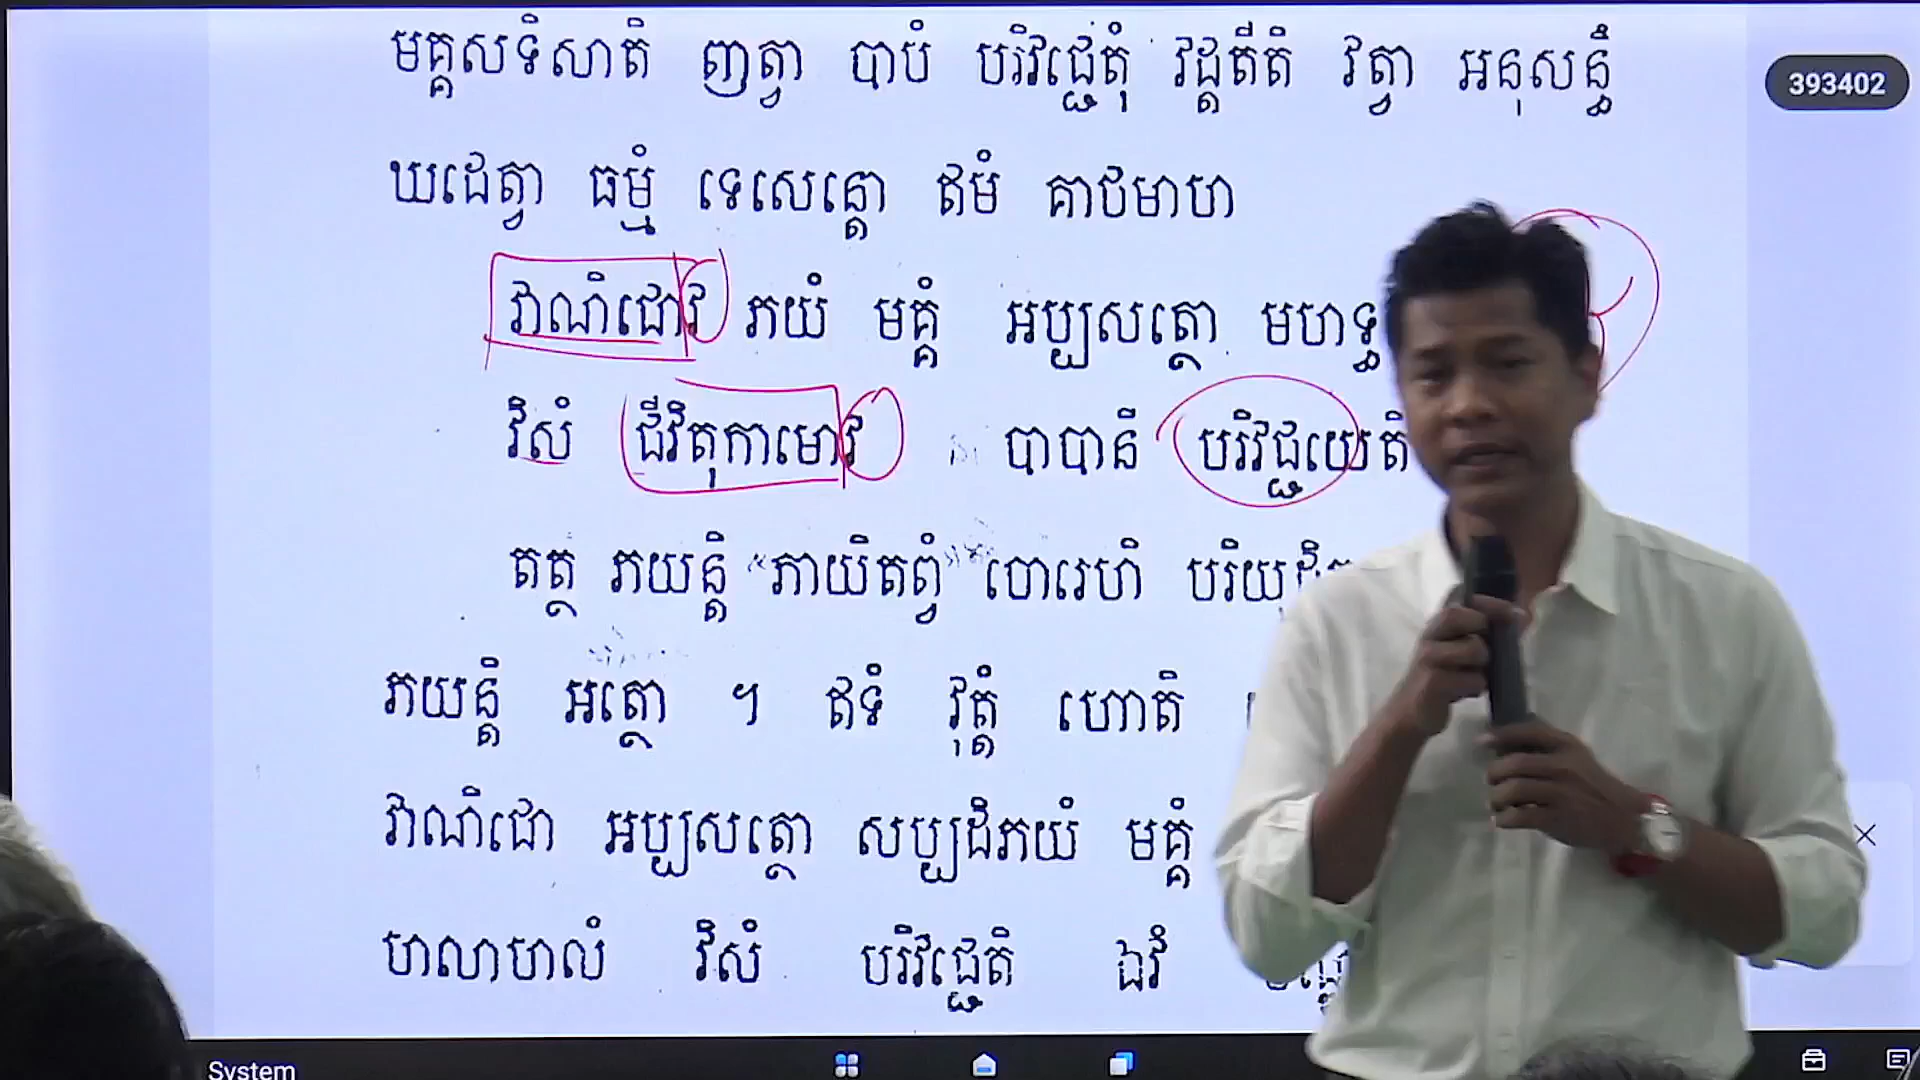 មគ្គសទិសាតិ ញត្វា បាបំ បរិវជ្ជេតុំ វដ្តតីតិ វត្វា អនុសន្ធឹ
ឃដេត្វា ធម្មំ ទេសេន្តោ ឥមំ គាថមាហ
វាណិជោវ ភយំ មគ្គំ អប្បសត្ថោ មហទ្ធ
វិសំ ជីវិតុកាមោវ បាបានិ បរិវជ្ជយេតិ
តត្ថ ភយន្តិ “ភាយិតព្វំ” ចោរេហិ
ភយន្តិ អត្ថោ ។ ឥទំ វុត្តំ ហោតិ
វាណិជោ អប្បសត្ថោ សប្បដិភយំ មគ្គំ
ហលាហលំ វិសំ បរិវជ្ជេតិ ឯវំ
393402
System